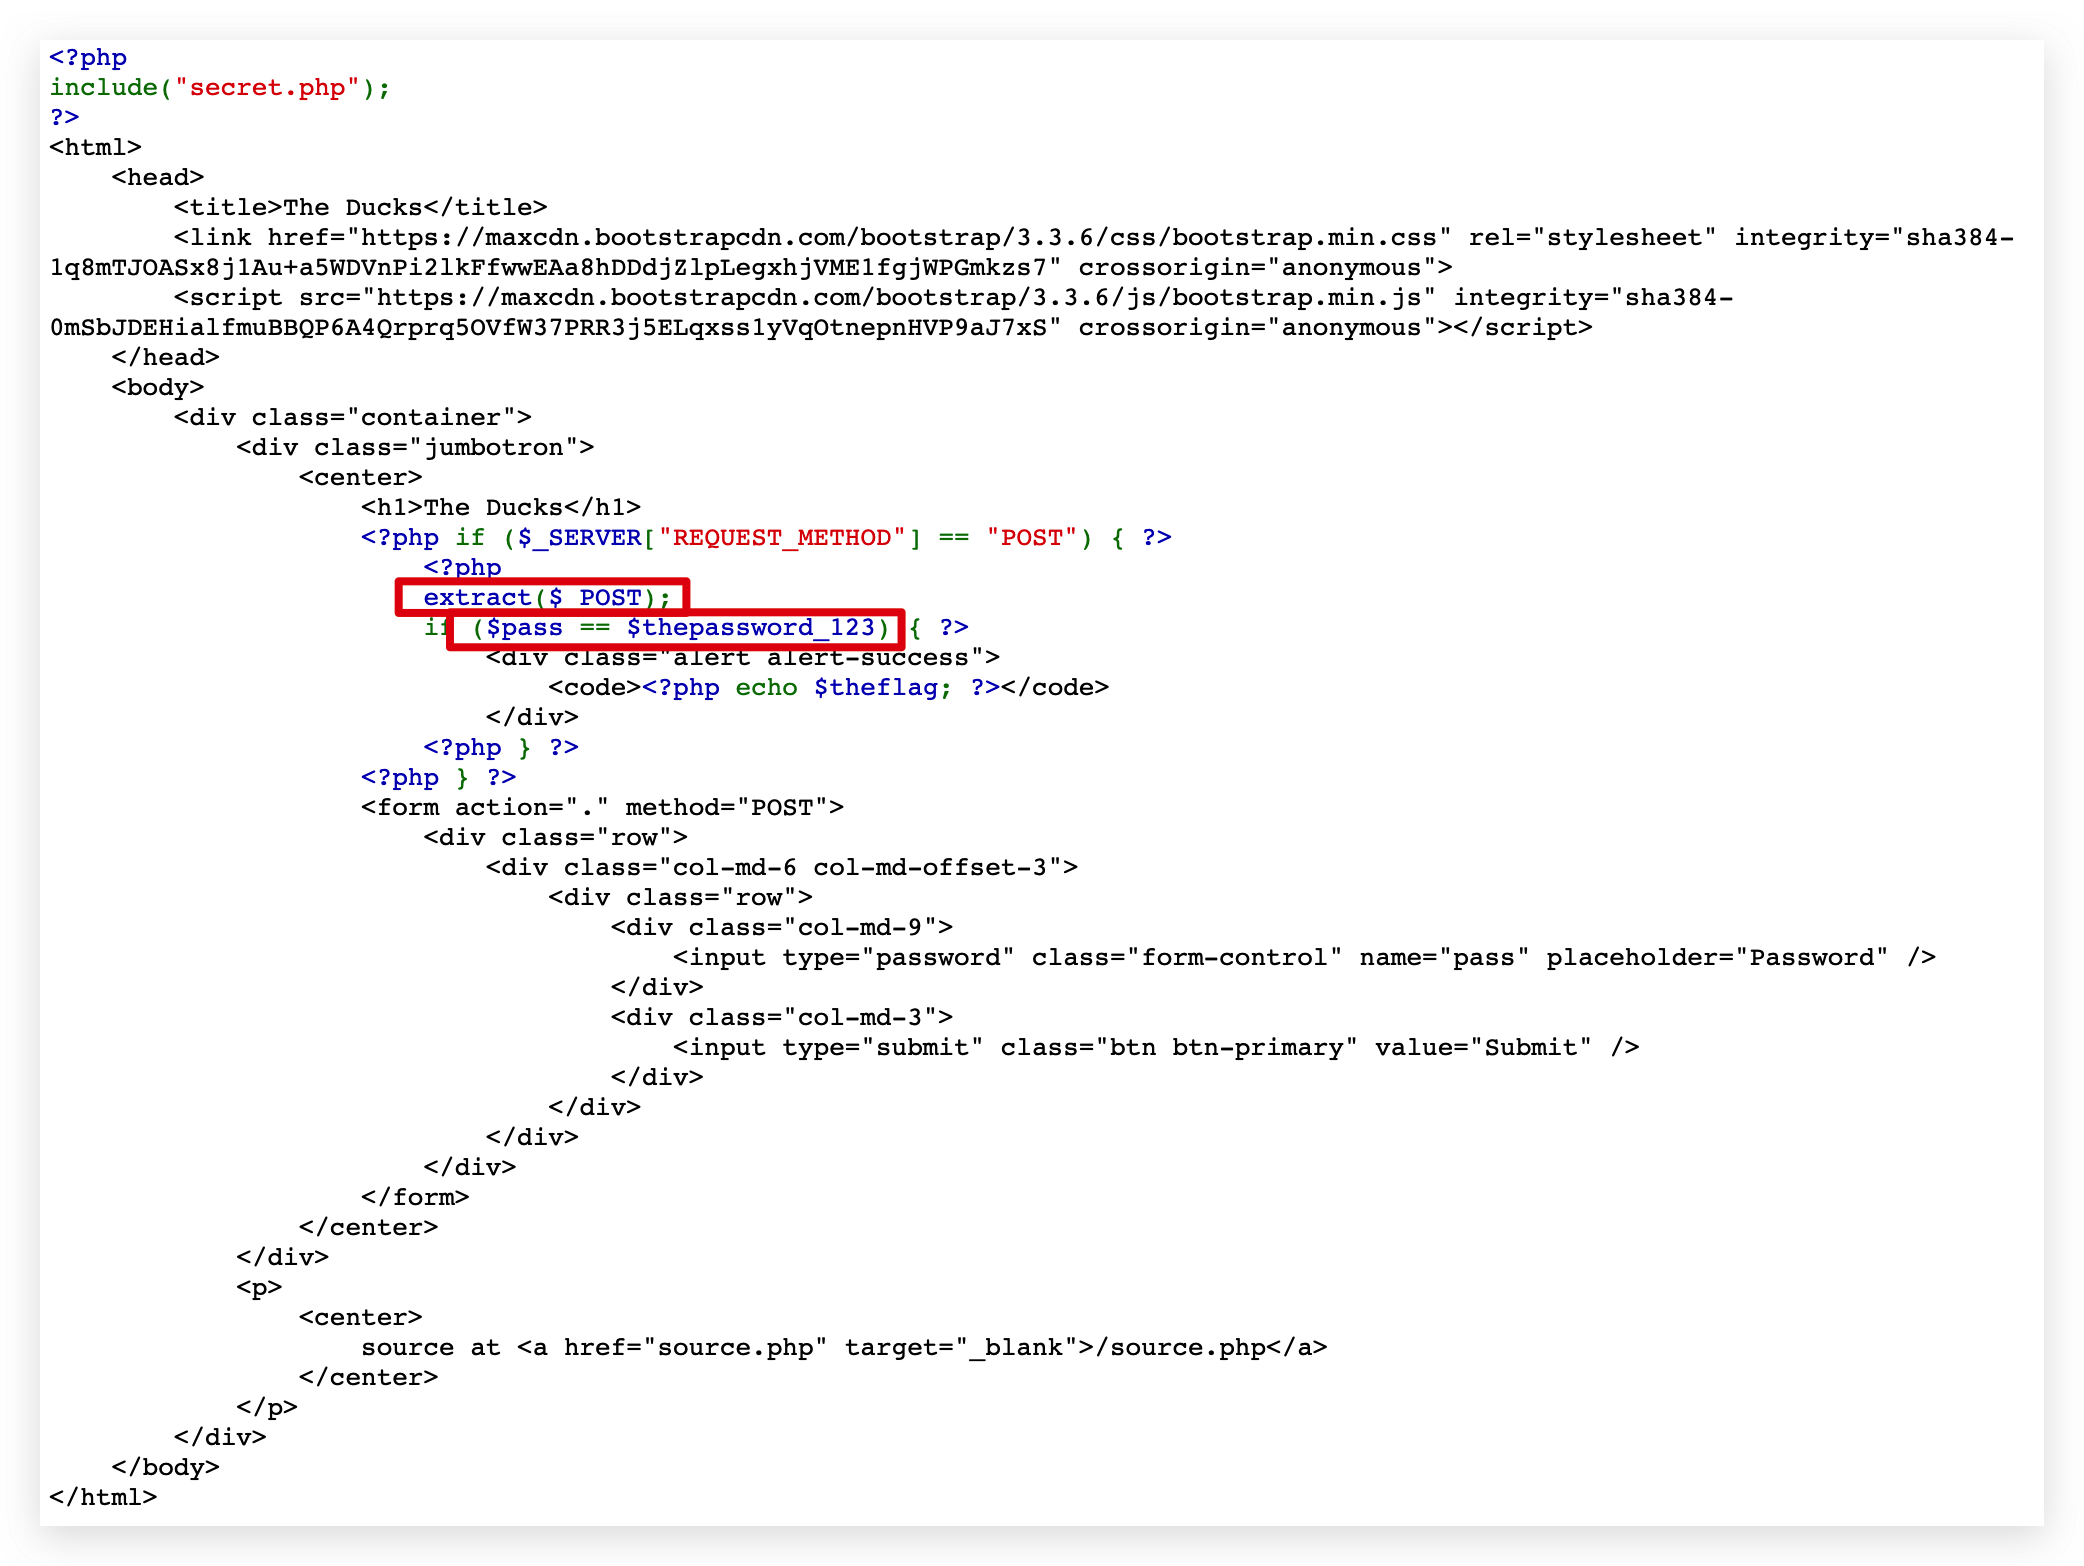 <?php
include("secret.php");
?>
<html>
    <head>
        <title>The Ducks</title>
        <link href="https://maxcdn.bootstrapcdn.com/bootstrap/3.3.6/css/bootstrap.min.css" rel="stylesheet" integrity="sha384-
1q8mTJOASx8j1Au+a5WDVnPi2lkFfwwEAa8hDDdjZlpLegxhjVME1fgjWPGmkzs7" crossorigin="anonymous">
        <script src="https://maxcdn.bootstrapcdn.com/bootstrap/3.3.6/js/bootstrap.min.js" integrity="sha384-
0mSbJDEHialfmuBBQP6A4Qrprq5OVfW37PRR3j5ELqxss1yVqOtnepnHVP9aJ7xS" crossorigin="anonymous"></script>
    </head>
    <body>
        <div class="container">
            <div class="jumbotron">
                <center>
                    <h1>The Ducks</h1>
                    <?php if ($_SERVER["REQUEST_METHOD"] == "POST") { ?>
                        <?php
                        extract($_POST);
                        if ($pass == $thepassword_123) { ?>
                            <div class="alert alert-success">
                                <code><?php echo $theflag; ?></code>
                            </div>
                        <?php } ?>
                    <?php } ?>
                    <form action="." method="POST">
                        <div class="row">
                            <div class="col-md-6 col-md-offset-3">
                                <div class="row">
                                    <div class="col-md-9">
                                        <input type="password" class="form-control" name="pass" placeholder="Password" />
                                    </div>
                                    <div class="col-md-3">
                                        <input type="submit" class="btn btn-primary" value="Submit" />
                                    </div>
                                </div>
                            </div>
                        </div>
                    </form>
                </center>
            </div>
            <p>
                <center>
                    source at <a href="source.php" target="_blank">/source.php</a>
                </center>
            </p>
        </div>
    </body>
</html>